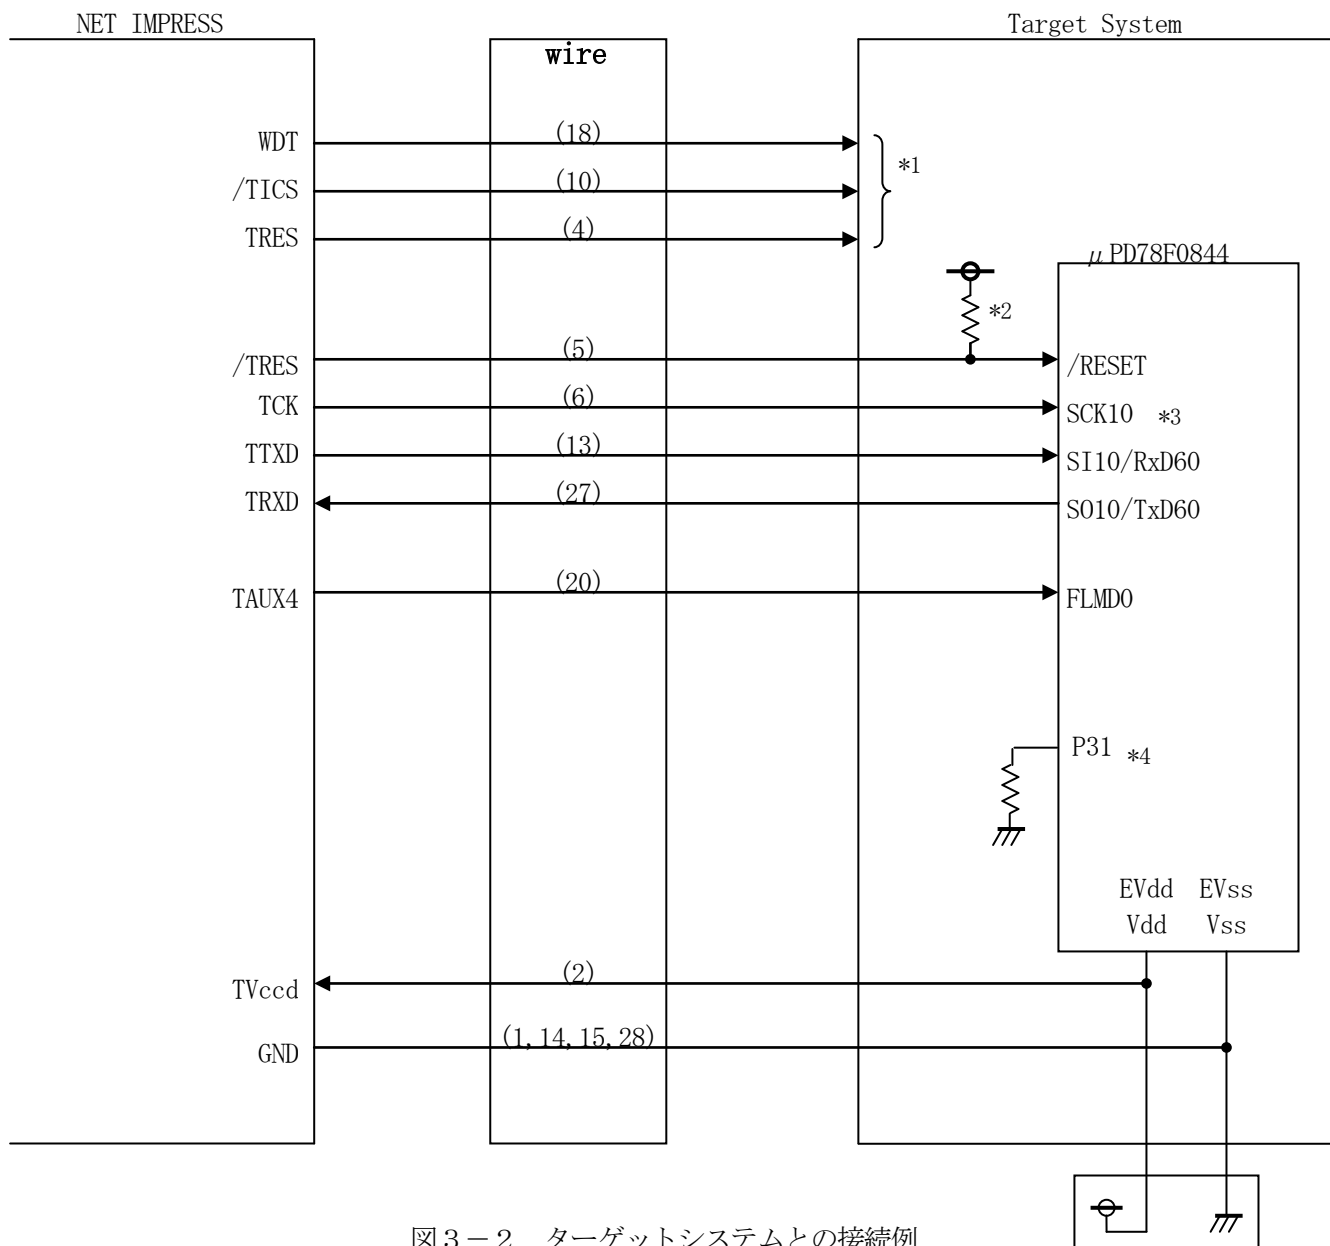 NET IMPRESS
Target System
wire
WDT (18)
*1
/TICS (10)
TRES (4)
μPD78F0844
*2
/TRES (5) /RESET
TCK (6) SCK10 *3
TTXD (13) SI10/RxD60
TRXD (27) SO10/TxD60
TAUX4 (20) FLMD0
P31 *4
EVdd EVss
Vdd Vss
TVccd (2)
GND (1,14,15,28)
図3-2 ターゲットシステムとの接続例